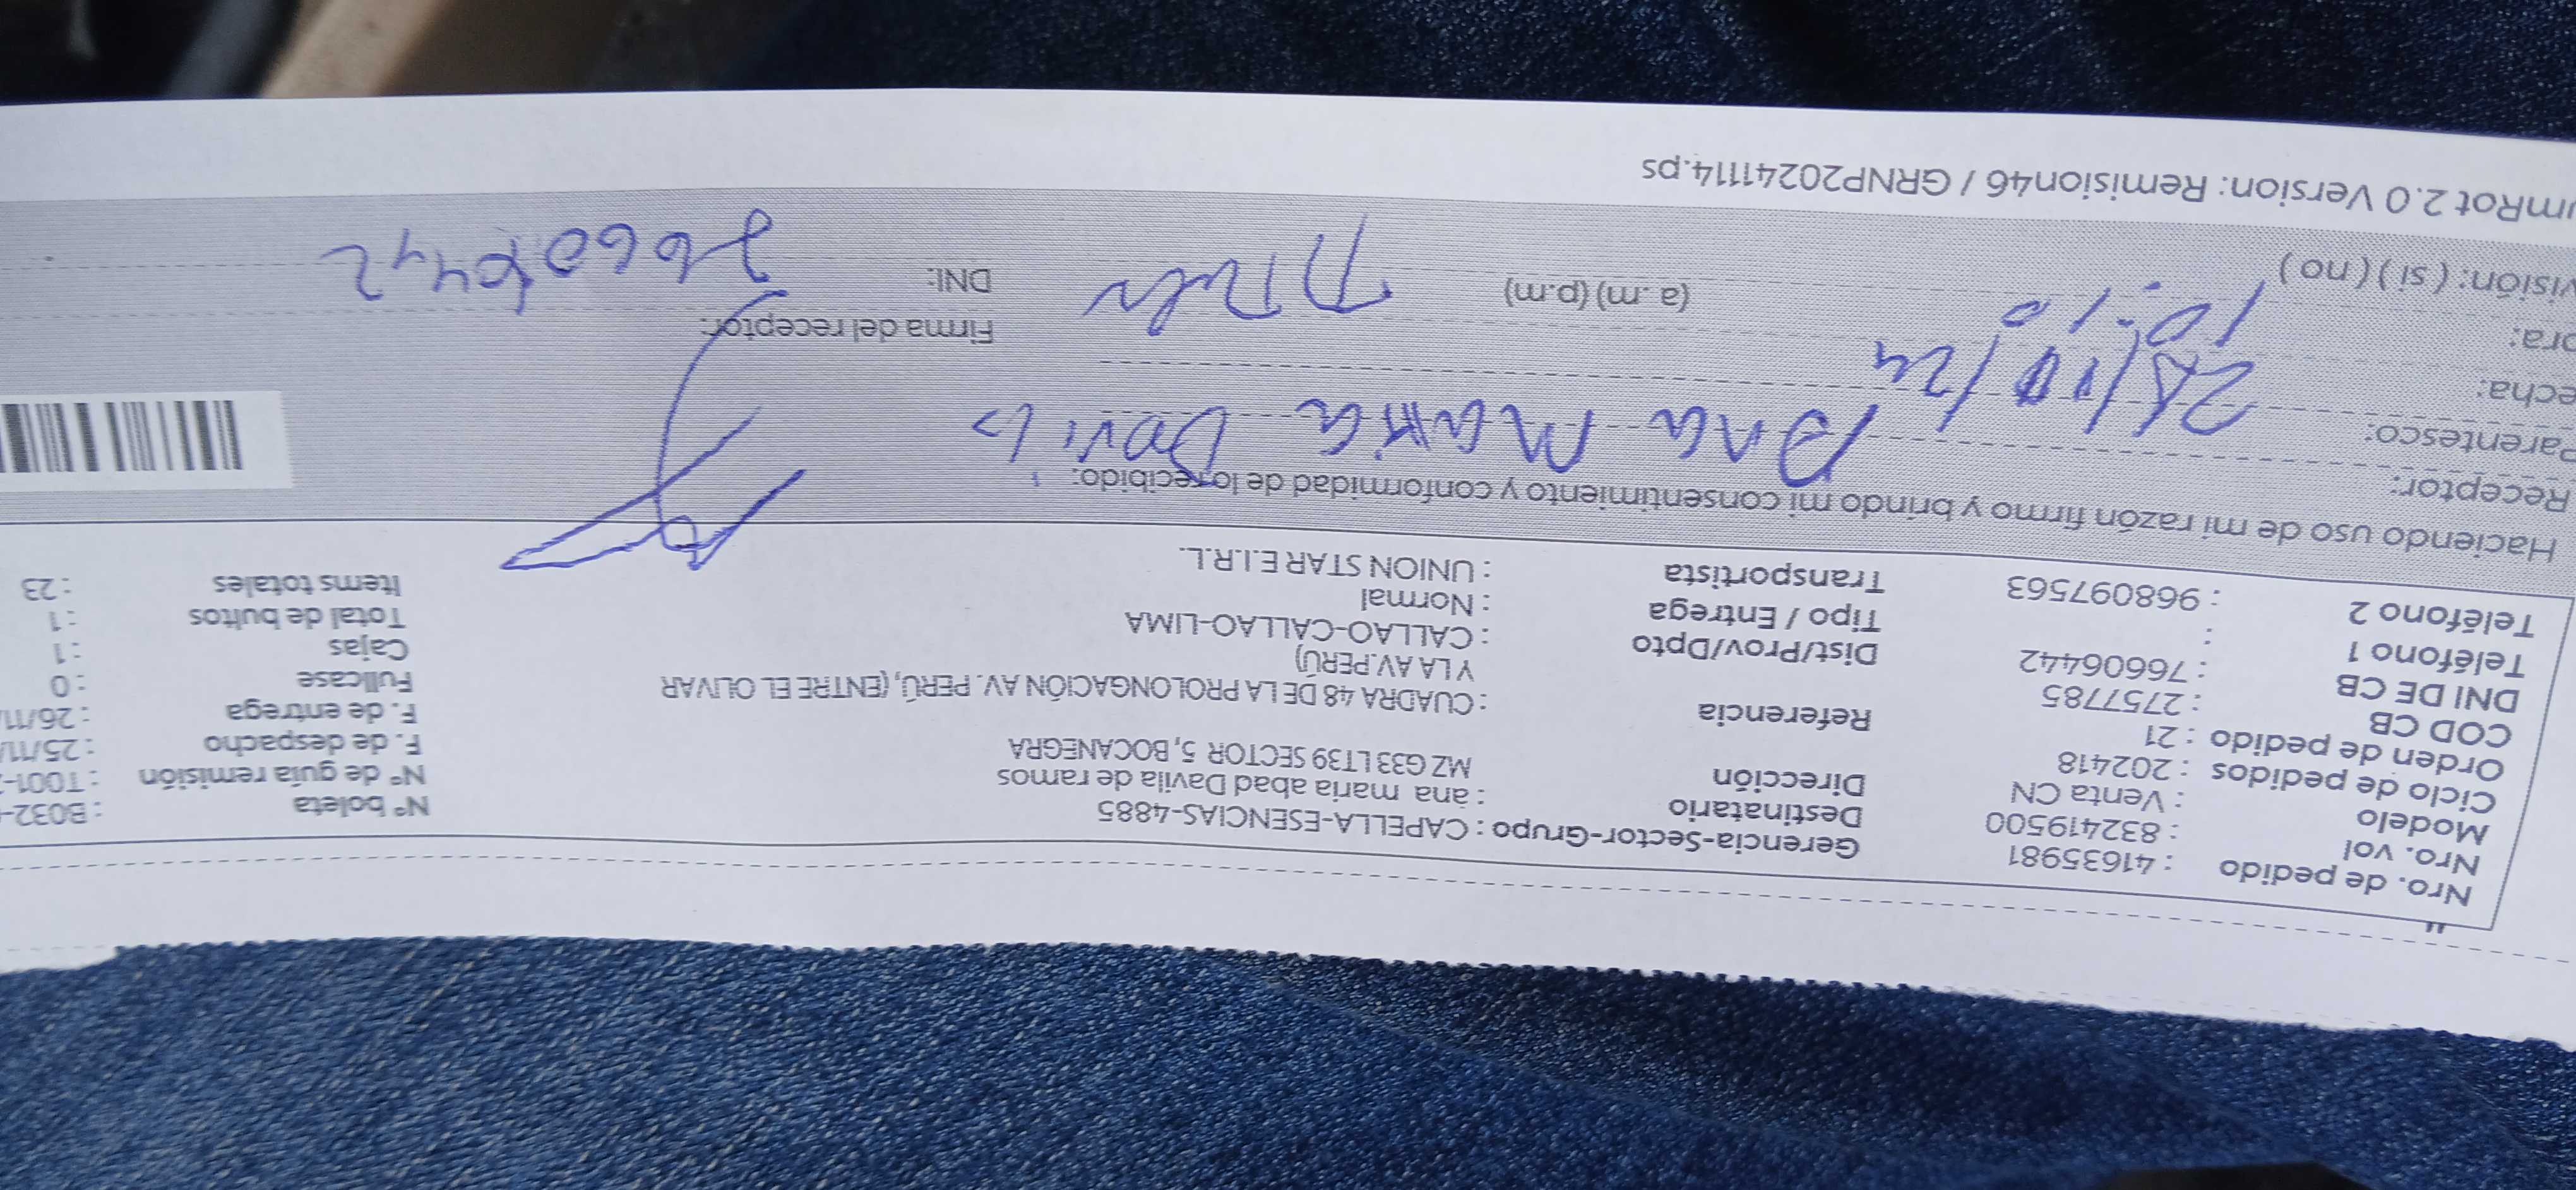 Nro. de pedido : 41635981 Gerencia-Sector-Grupo : CAPELLA-ESENCIAS-4885 Nº boleta : B032-
Nro. vol : 832419500 Destinatario : ana maria abad Davila de ramos Nº de guía remisión : T001-
Modelo : Venta CN Dirección MZ G33 LT39 SECTOR 5, BOCANEGRA F. de despacho : 25/11/
Ciclo de pedidos : 202418 F. de entrega : 26/11/
Orden de pedido : 21 Referencia : CUADRA 48 DE LA PROLONGACIÓN AV. PERÚ, (ENTRE EL OLIVAR Fullcase : 0
COD CB : 2757785 Y LA AV.PERÚ) Cajas : 1
DNI DE CB : 76606442 Dist/Prov/Dpto : CALLAO-CALLAO-LIMA Total de bultos : 1
Teléfono 1 : Tipo / Entrega : Normal Items totales : 23
Teléfono 2 : 968097563 Transportista : UNION STAR E.I.R.L.
Haciendo uso de mi razón firmo y brindo mi consentimiento y conformidad de lo recibido:
Receptor: Ana Maria
Parentesco:
echa:
ora: 10:10 (a .m) (p.m) Firma del receptor:
visión: ( si ) ( no ) DNI:
mRot 2.0 Version: Remision46 / GRNP20241114.ps